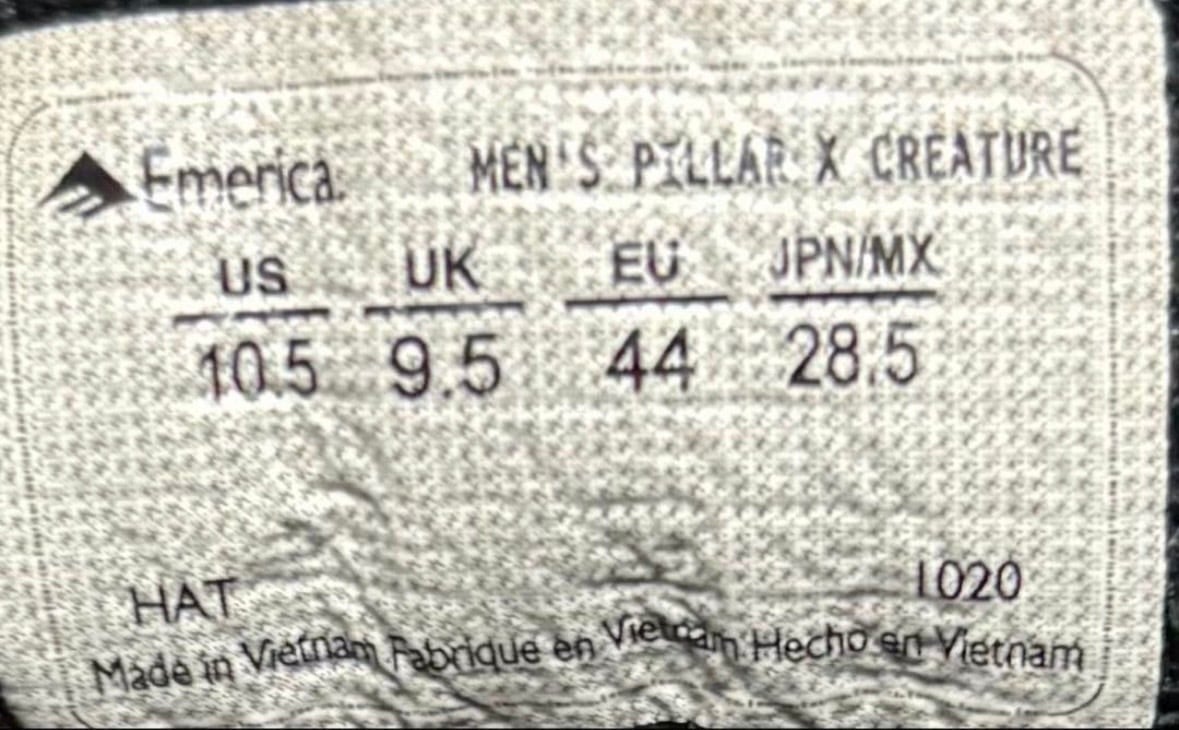 Emerica. MEN'S PILLAR X CREATURE
US UK EU JPN/MX
10.5 9.5 44 28.5
HAT 1020
Made in Vietnam Fabrique en Vietnam Hecho en Vietnam